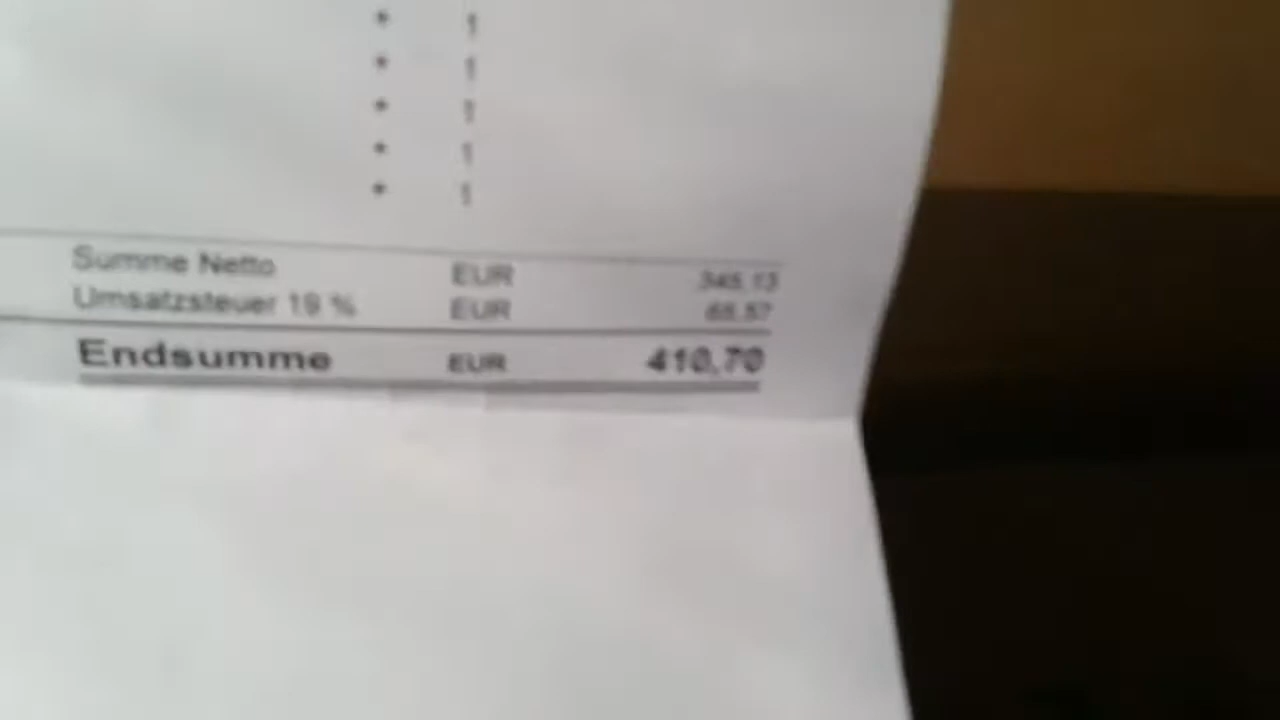 * 1
* 1
* 1
* 1
* 1
Summe Netto EUR 345,13
Umsatzsteuer 19 % EUR 65,57
Endsumme EUR 410,70